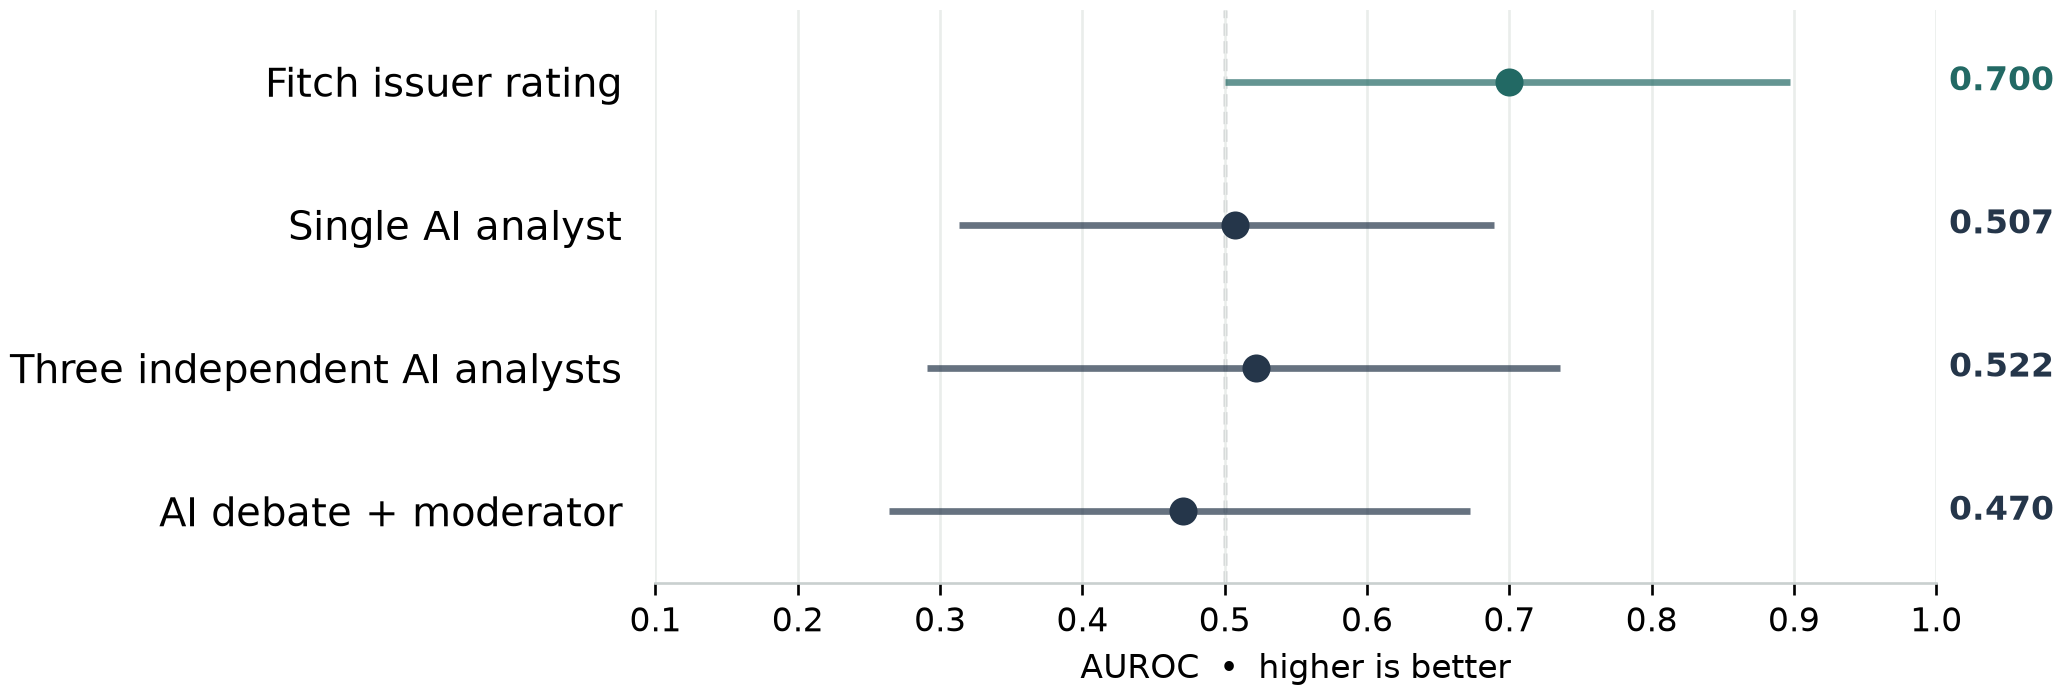 Fitch issuer rating 0.700
Single AI analyst 0.507
Three independent AI analysts 0.522
AI debate + moderator 0.470
0.1 0.2 0.3 0.4 0.5 0.6 0.7 0.8 0.9 1.0
AUROC • higher is better